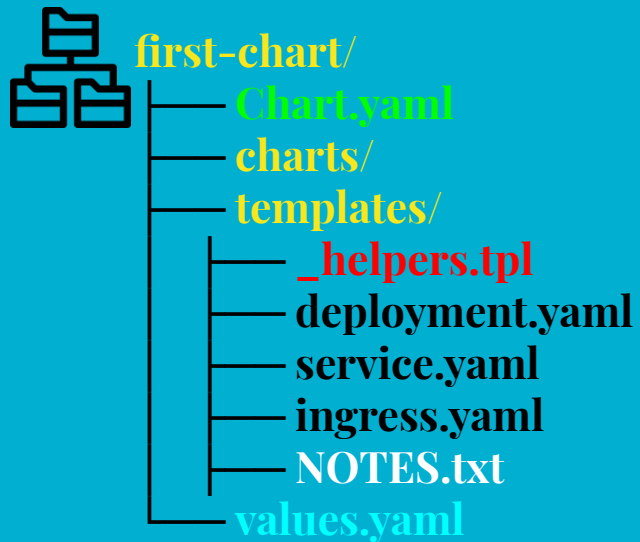 first-chart/
Chart.yaml
charts/
templates/
_helpers.tpl
deployment.yaml
service.yaml
ingress.yaml
NOTES.txt
values.yaml